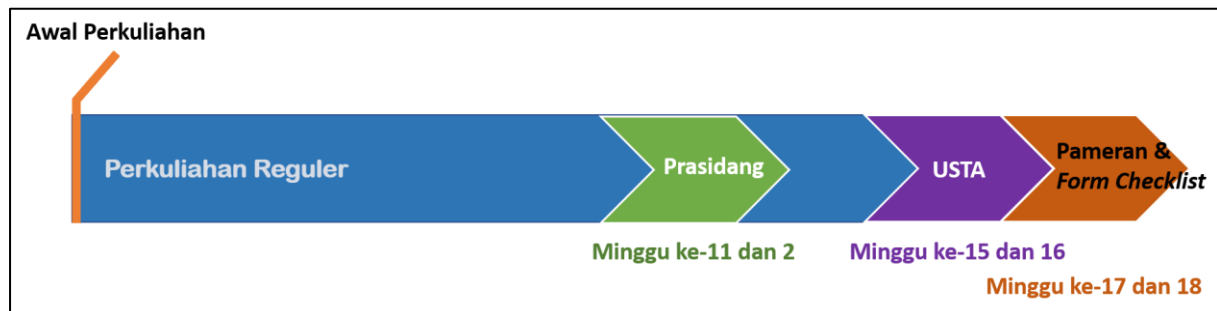 Awal Perkuliahan
Perkuliahan Reguler
Prasidang
USTA
Pameran &
Form Checklist
Minggu ke-11 dan 2
Minggu ke-15 dan 16
Minggu ke-17 dan 18